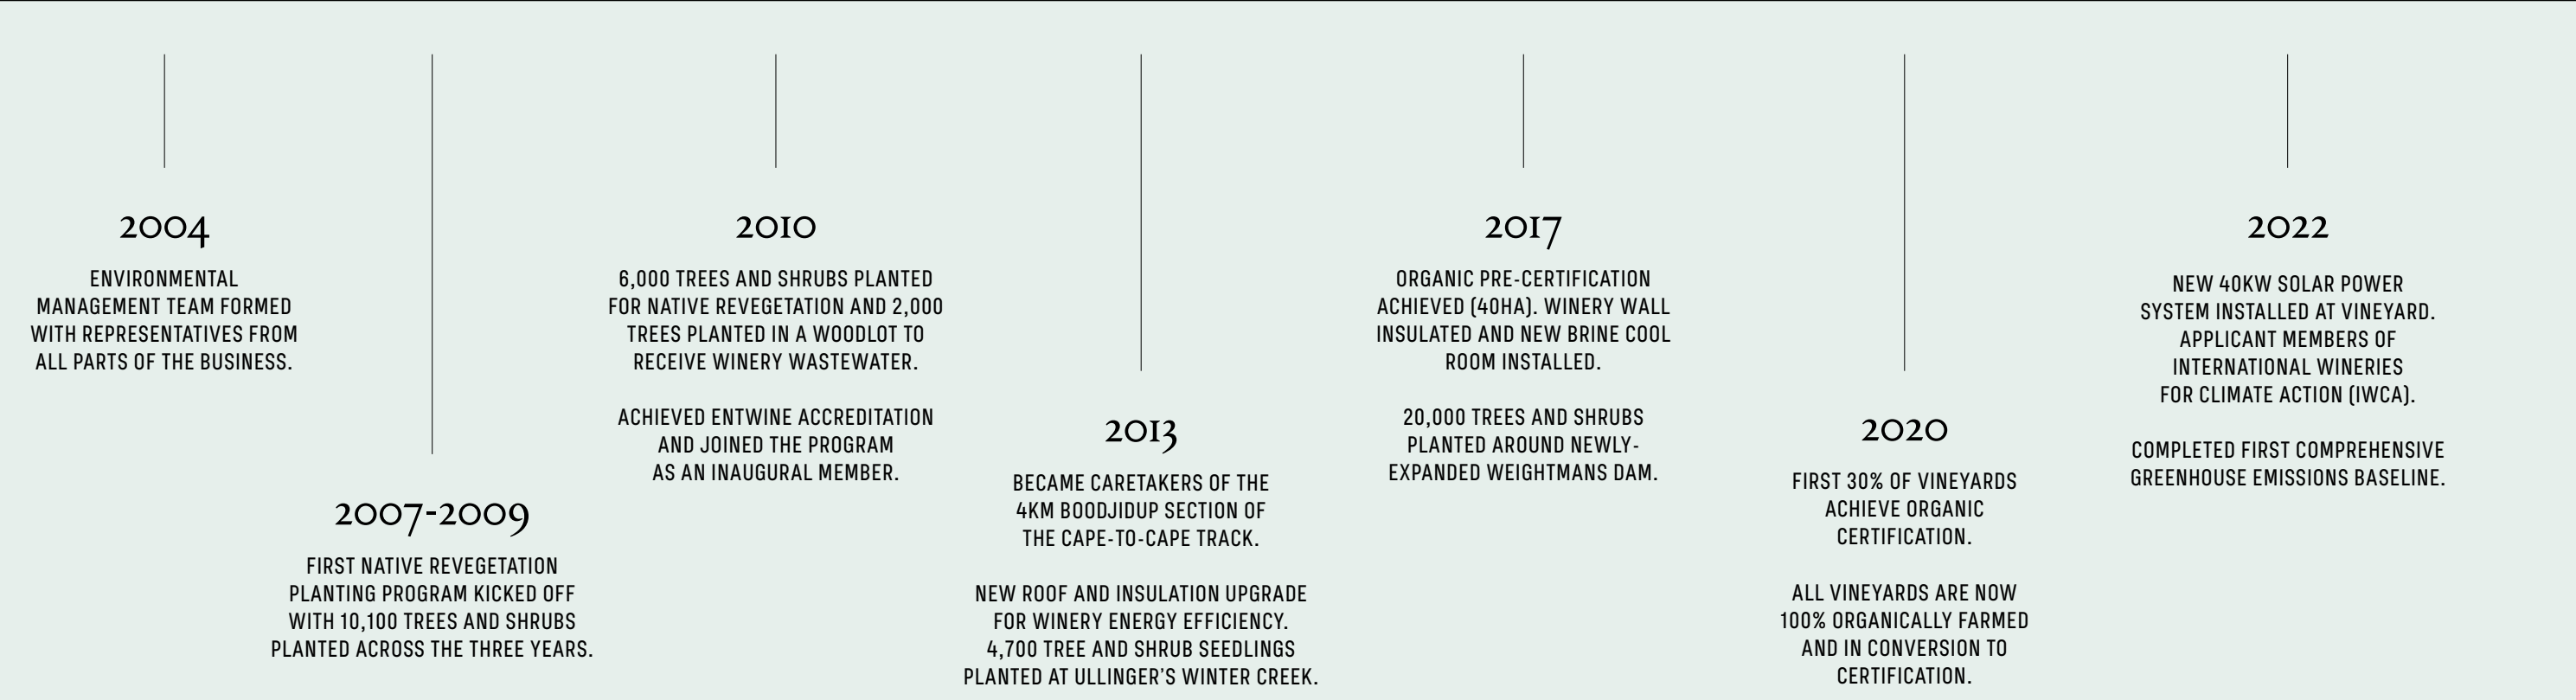 2004
ENVIRONMENTAL
MANAGEMENT TEAM FORMED
WITH REPRESENTATIVES FROM
ALL PARTS OF THE BUSINESS.
2007-2009
FIRST NATIVE REVEGETATION
PLANTING PROGRAM KICKED OFF
WITH 10,100 TREES AND SHRUBS
PLANTED ACROSS THE THREE YEARS.
2010
6,000 TREES AND SHRUBS PLANTED
FOR NATIVE REVEGETATION AND 2,000
TREES PLANTED IN A WOODLOT TO
RECEIVE WINERY WASTEWATER.
ACHIEVED ENTWINE ACCREDITATION
AND JOINED THE PROGRAM
AS AN INAUGURAL MEMBER.
2013
BECAME CARETAKERS OF THE
4KM BOODJIDUP SECTION OF
THE CAPE-TO-CAPE TRACK.
NEW ROOF AND INSULATION UPGRADE
FOR WINERY ENERGY EFFICIENCY.
4,700 TREE AND SHRUB SEEDLINGS
PLANTED AT ULLINGER’S WINTER CREEK.
2017
ORGANIC PRE-CERTIFICATION
ACHIEVED (40HA). WINERY WALL
INSULATED AND NEW BRINE COOL
ROOM INSTALLED.
20,000 TREES AND SHRUBS
PLANTED AROUND NEWLY-
EXPANDED WEIGHTMANS DAM.
2020
FIRST 30% OF VINEYARDS
ACHIEVE ORGANIC
CERTIFICATION.
ALL VINEYARDS ARE NOW
100% ORGANICALLY FARMED
AND IN CONVERSION TO
CERTIFICATION.
2022
NEW 40KW SOLAR POWER
SYSTEM INSTALLED AT VINEYARD.
APPLICANT MEMBERS OF
INTERNATIONAL WINERIES
FOR CLIMATE ACTION (IWCA).
COMPLETED FIRST COMPREHENSIVE
GREENHOUSE EMISSIONS BASELINE.